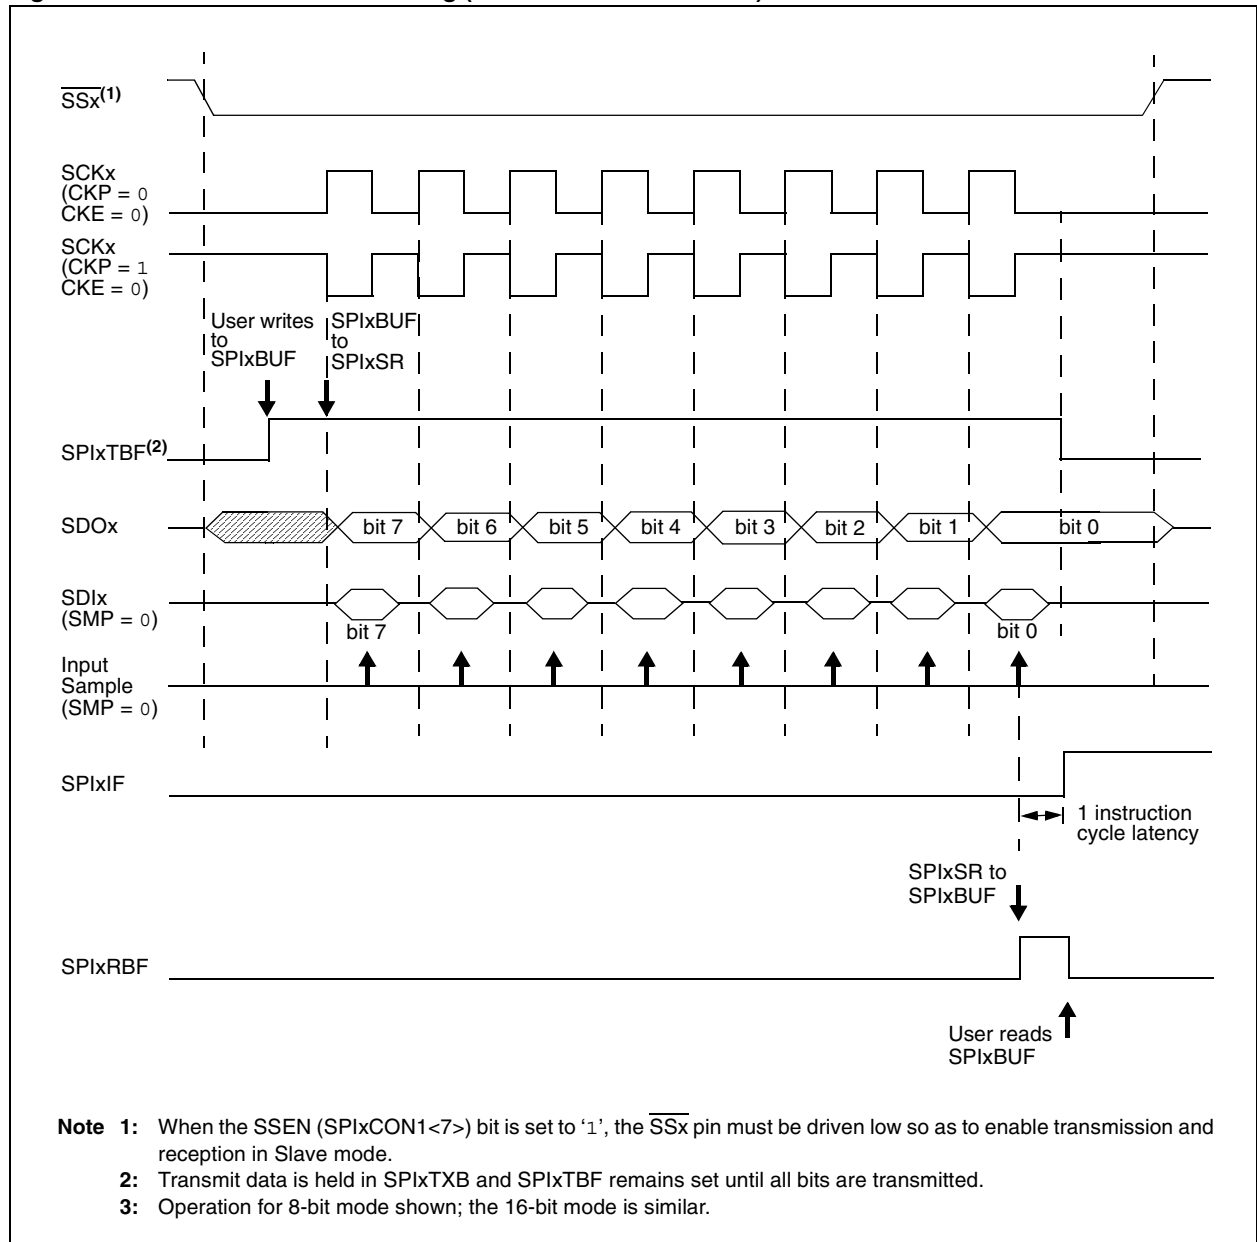 SSx(1)
SCKx
(CKP = 0
CKE = 0)
SCKx
(CKP = 1
CKE = 0)
User writes
to
SPIxBUF
SPIxBUF
to
SPIxSR
SPIxTBF(2)
SDOx
bit 7 bit 6 bit 5 bit 4 bit 3 bit 2 bit 1 bit 0
SDIx
(SMP = 0)
bit 7 bit 0
Input
Sample
(SMP = 0)
SPIxIF
1 instruction
cycle latency
SPIxSR to
SPIxBUF
SPIxRBF
User reads
SPIxBUF
Note 1: When the SSEN (SPIxCON1<7>) bit is set to ‘1’, the SSx pin must be driven low so as to enable transmission and
reception in Slave mode.
2: Transmit data is held in SPIxTXB and SPIxTBF remains set until all bits are transmitted.
3: Operation for 8-bit mode shown; the 16-bit mode is similar.